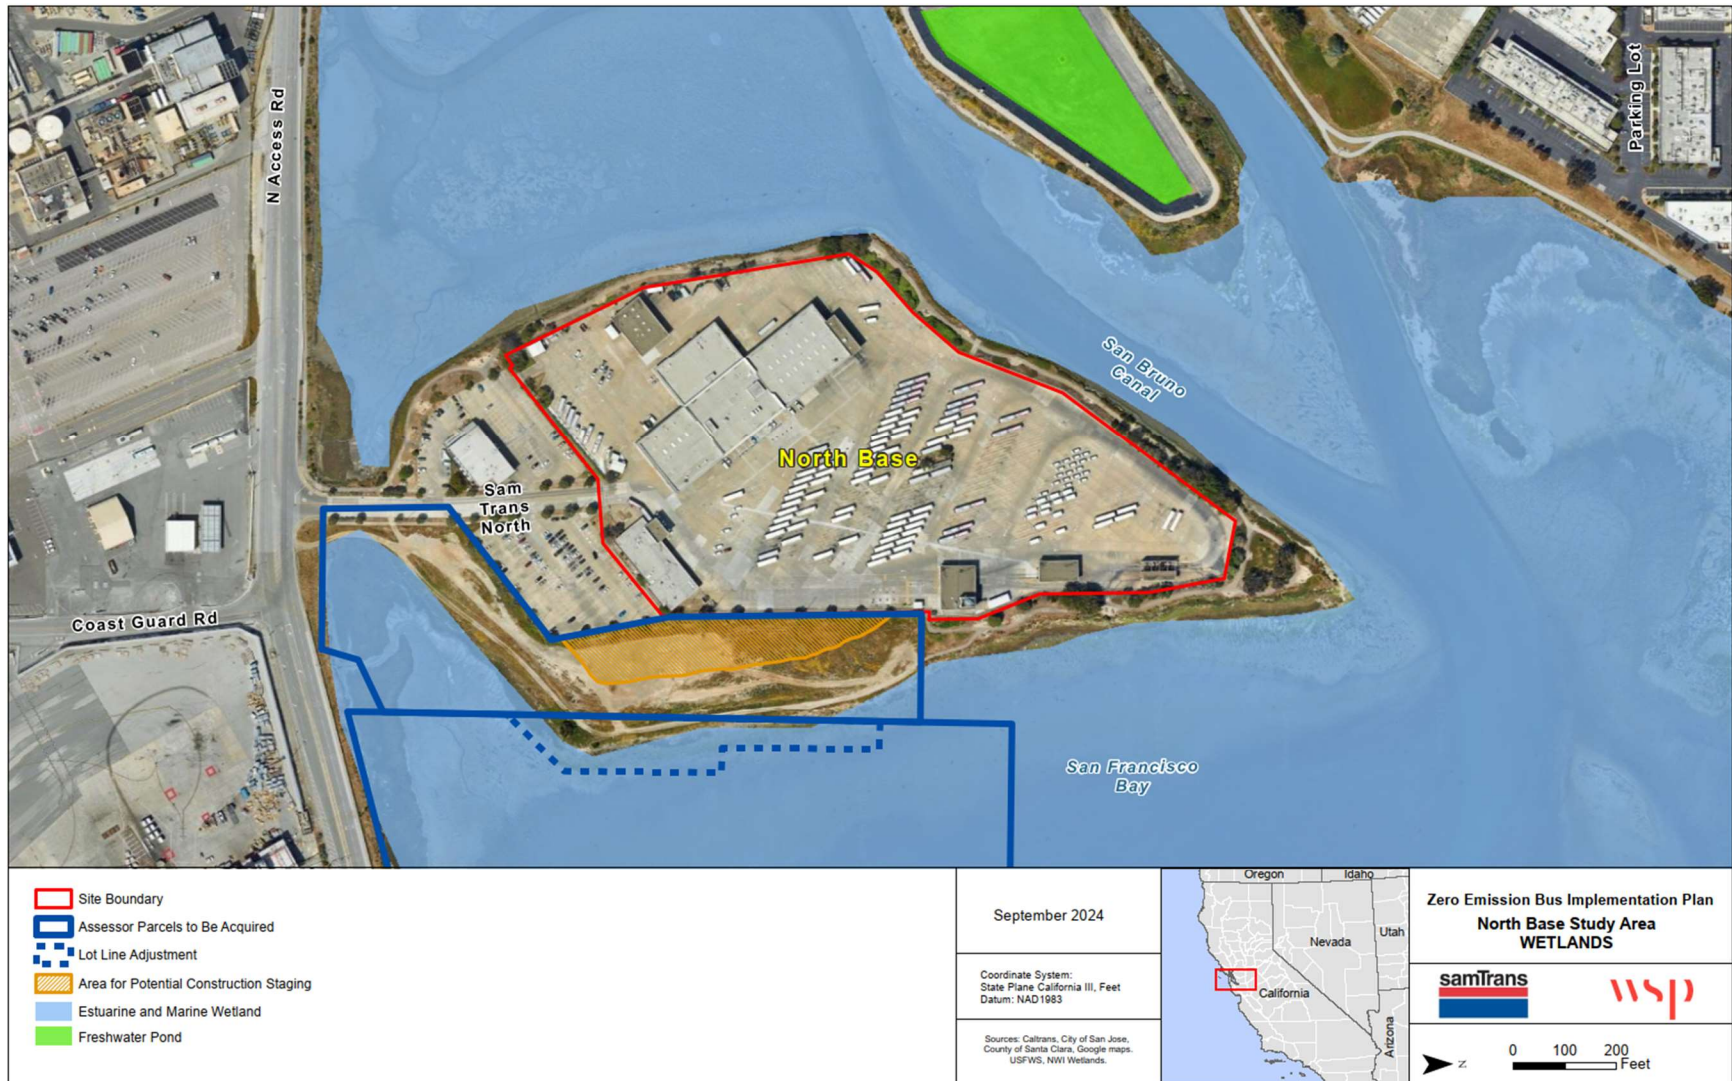 N Access Rd
Parking Lot
San Bruno
Canal
North Base
Sam
Trans
North
Coast Guard Rd
San Francisco
Bay
Site Boundary
Assessor Parcels to Be Acquired
Lot Line Adjustment
Area for Potential Construction Staging
Estuarine and Marine Wetland
Freshwater Pond
September 2024
Coordinate System:
State Plane California III, Feet
Datum: NAD1983
Sources: Caltrans, City of San Jose,
County of Santa Clara, Google maps.
USFWS, NWI Wetlands.
Oregon
Idaho
Nevada
Utah
California
Arizona
Zero Emission Bus Implementation Plan
North Base Study Area
WETLANDS
samTrans
wsp
N
0 100 200
Feet